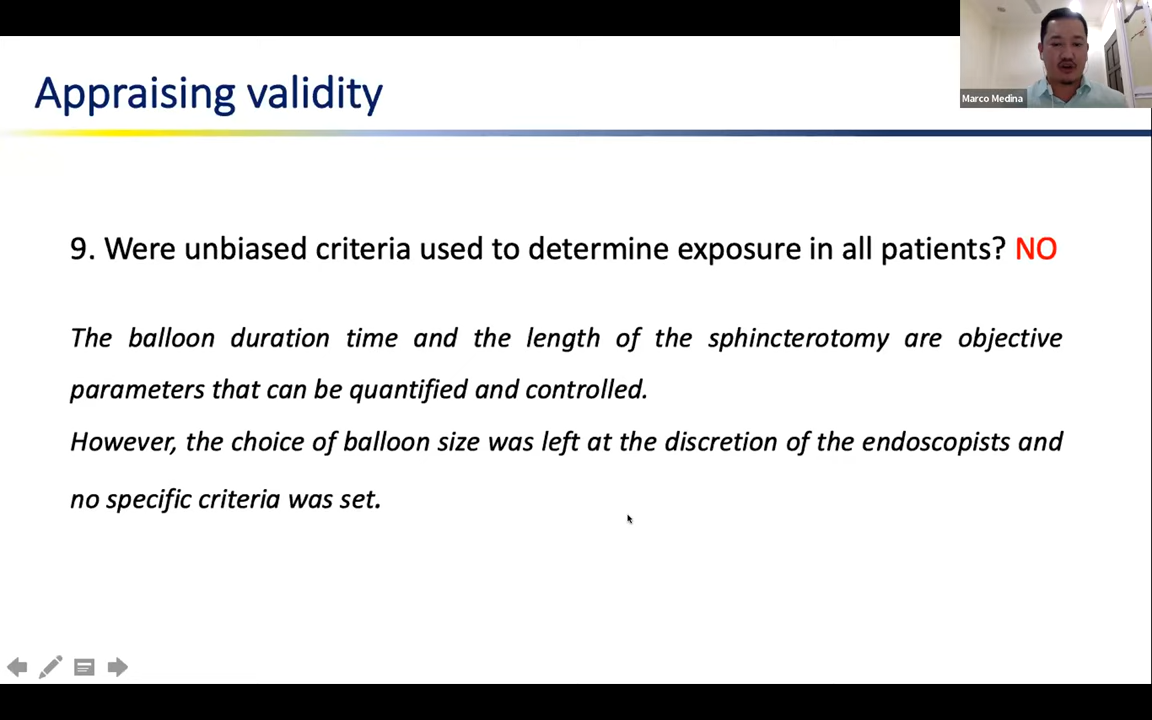 Appraising validity
Marco Medina
9. Were unbiased criteria used to determine exposure in all patients? NO
The balloon duration time and the length of the sphincterotomy are objective
parameters that can be quantified and controlled.
However, the choice of balloon size was left at the discretion of the endoscopists and
no specific criteria was set.